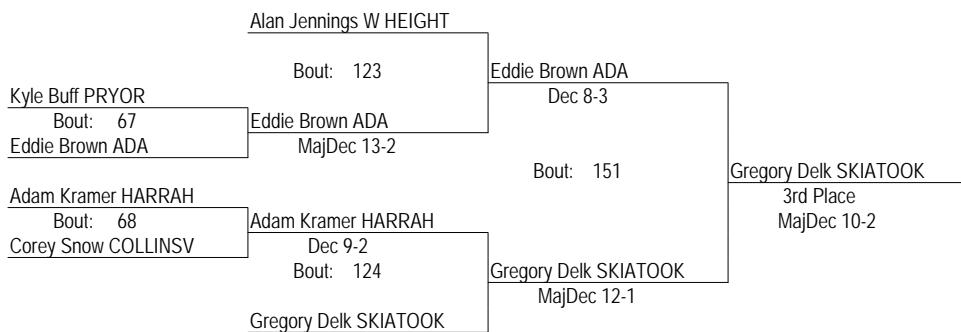 Alan Jennings W HEIGHT
Bout: 123
Eddie Brown ADA
Dec 8-3
Kyle Buff PRYOR
Bout: 67
Eddie Brown ADA
Eddie Brown ADA
MajDec 13-2
Bout: 151
Gregory Delk SKIATOOK
3rd Place
MajDec 10-2
Adam Kramer HARRAH
Bout: 68
Corey Snow COLLINSV
Adam Kramer HARRAH
Dec 9-2
Bout: 124
Gregory Delk SKIATOOK
MajDec 12-1
Gregory Delk SKIATOOK